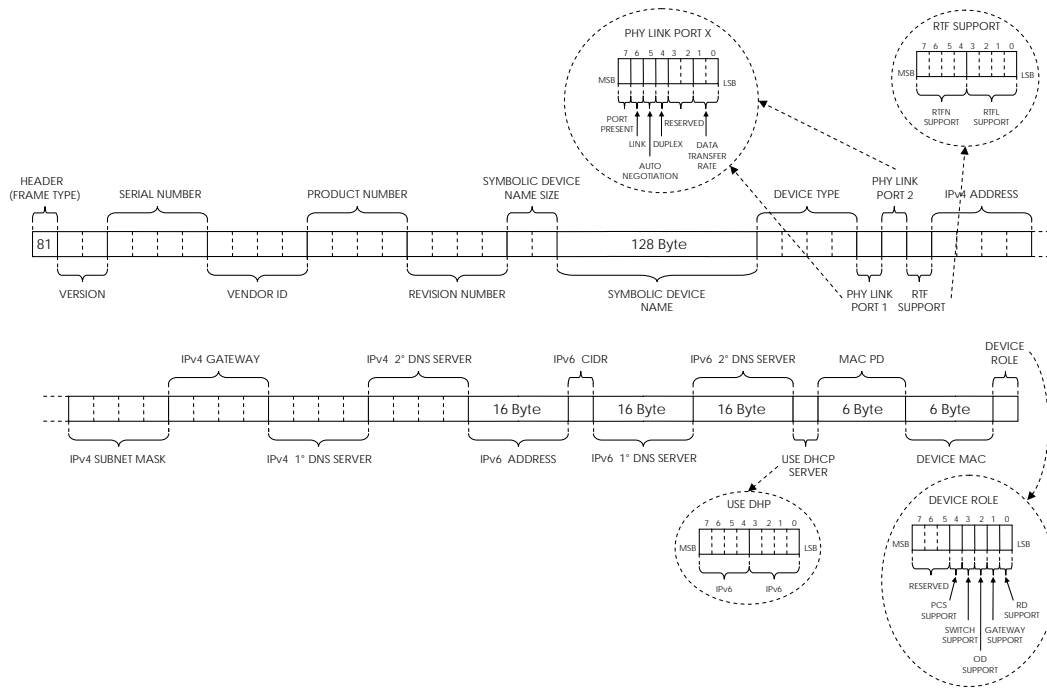 PHY LINK PORT X
7 6 5 4 3 2 1 0
MSB
LSB
PORT
PRESENT
LINK
AUTO
NEGOTIATION
DUPLEX
RESERVED
DATA
TRANSFER
RATE
RTF SUPPORT
7 6 5 4 3 2 1 0
MSB
LSB
RTFN
SUPPORT
RTFL
SUPPORT
HEADER
(FRAME TYPE)
SERIAL NUMBER
PRODUCT NUMBER
SYMBOLIC DEVICE
NAME SIZE
DEVICE TYPE
PHY LINK
PORT 2
IPv4 ADDRESS
81
128 Byte
VERSION
VENDOR ID
REVISION NUMBER
SYMBOLIC DEVICE
NAME
PHY LINK
PORT 1
RTF
SUPPORT
IPv4 GATEWAY
IPv4 2° DNS SERVER
IPv6 CIDR
IPv6 2° DNS SERVER
MAC PD
DEVICE
ROLE
16 Byte
16 Byte
16 Byte
6 Byte
6 Byte
IPv4 SUBNET MASK
IPv4 1° DNS SERVER
IPv6 ADDRESS
IPv6 1° DNS SERVER
USE DHCP
SERVER
DEVICE MAC
USE DHP
7 6 5 4 3 2 1 0
MSB
LSB
IPv6
IPv6
DEVICE ROLE
7 6 5 4 3 2 1 0
MSB
LSB
RESERVED
PCS
SUPPORT
SWITCH
SUPPORT
OD
SUPPORT
GATEWAY
SUPPORT
RD
SUPPORT